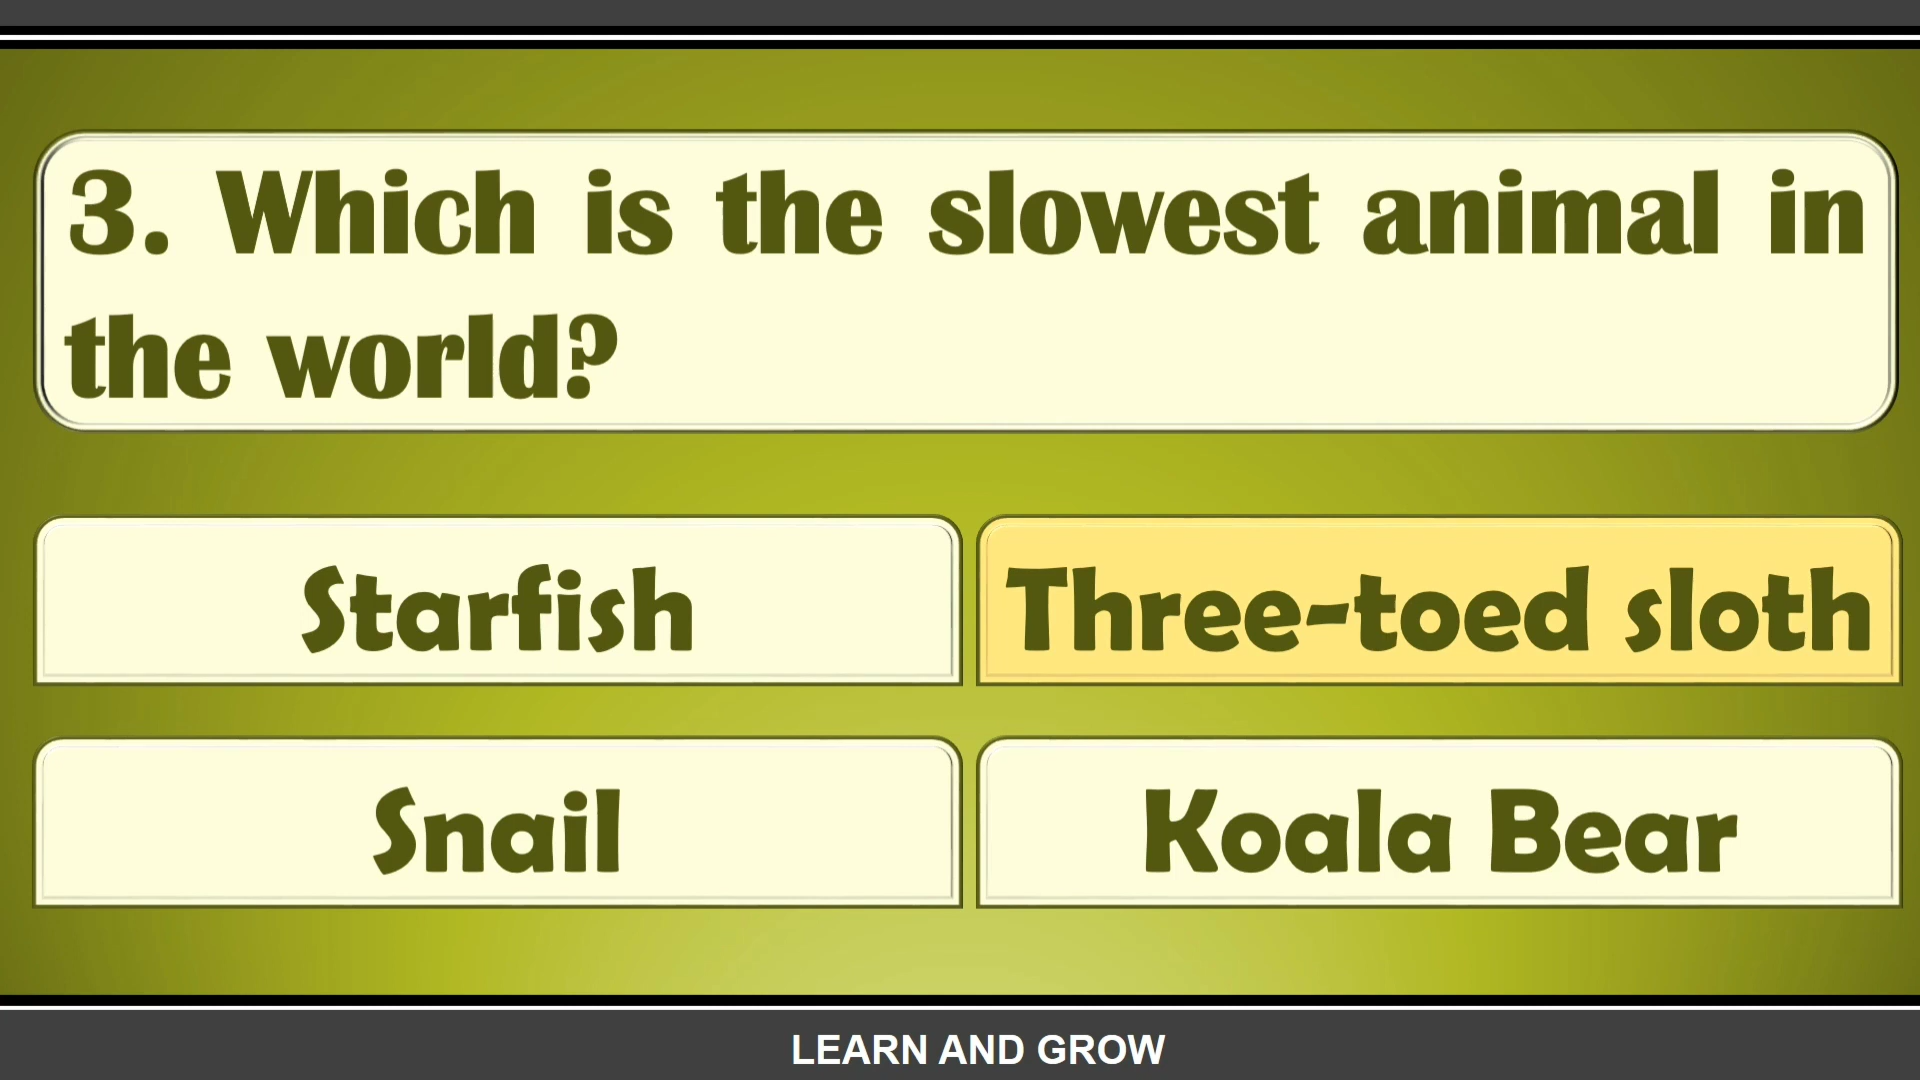 3. Which is the slowest animal in
the world?
Starfish
Three-toed sloth
Snail
Koala Bear
LEARN AND GROW